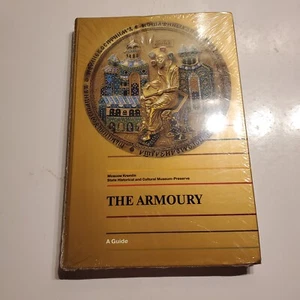 Moscow Kremlin
State Historical and Cultural Museum-Preserve
THE ARMOURY
A Guide